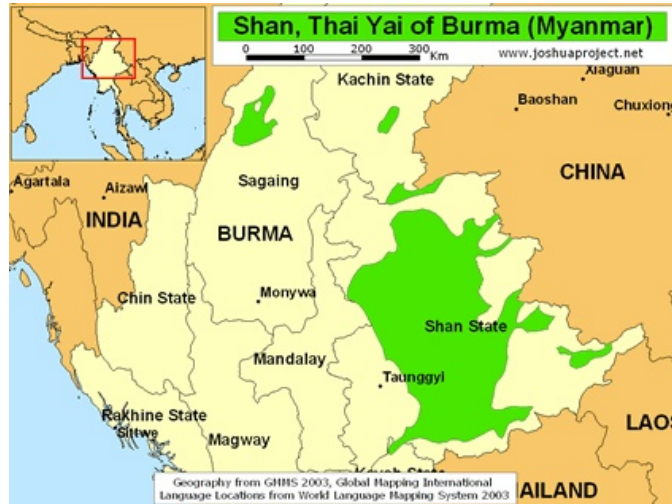 Shan, Thai Yai of Burma (Myanmar)
0 100 200 300 Km
www.joshuaproject.net
Kachin State
Xiaguan
Baoshan
Chuxiong
CHINA
Agartala
Aizawl
Sagaing
INDIA
BURMA
Monywa
Chin State
Shan State
Mandalay
Taunggyi
Rakhine State
Sittwe
Magway
LAOS
Kayah State
Geography from GMMS 2003, Global Mapping International
Language Locations from World Language Mapping System 2003
AILAND